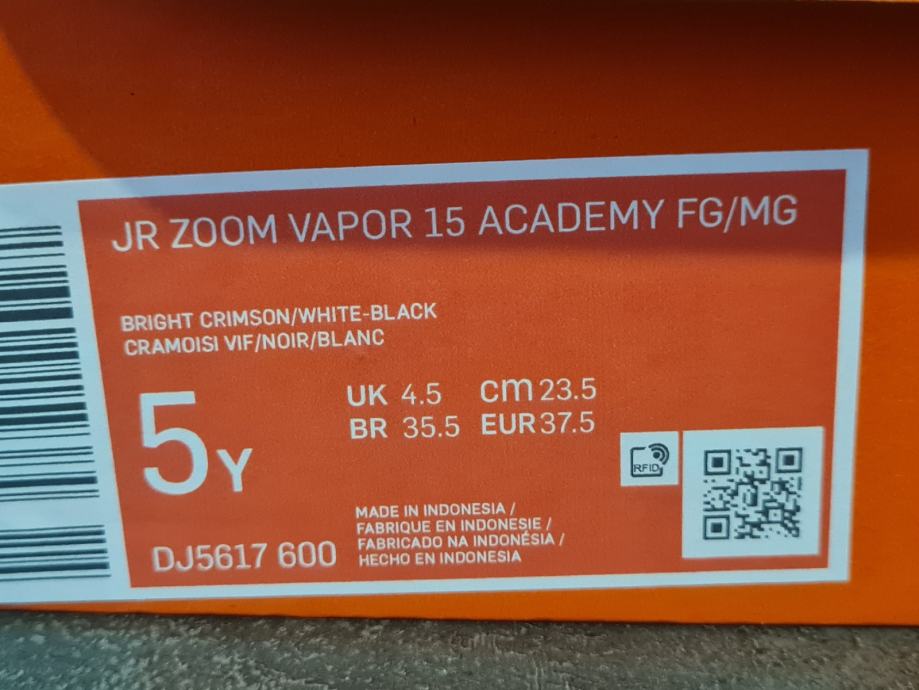 JR ZOOM VAPOR 15 ACADEMY FG/MG
BRIGHT CRIMSON/WHITE-BLACK
CRAMOISI VIF/NOIR/BLANC
5Y
UK 4.5 cm 23.5
BR 35.5 EUR 37.5
RFID
DJ5617 600
MADE IN INDONESIA /
FABRIQUE EN INDONESIE /
FABRICADO NA INDONÉSIA /
HECHO EN INDONESIA